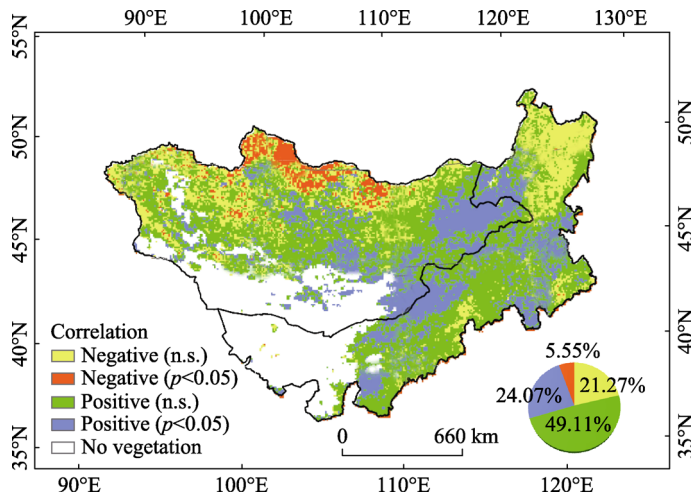 90°E 100°E 110°E 120°E 130°E
55°N 55°N
50°N 50°N
45°N 45°N
40°N 40°N
35°N 35°N
Correlation
Negative (n.s.)
Negative (p<0.05)
Positive (n.s.)
Positive (p<0.05)
No vegetation
0 660 km
5.55%
24.07% 21.27%
49.11%
90°E 100°E 110°E 120°E